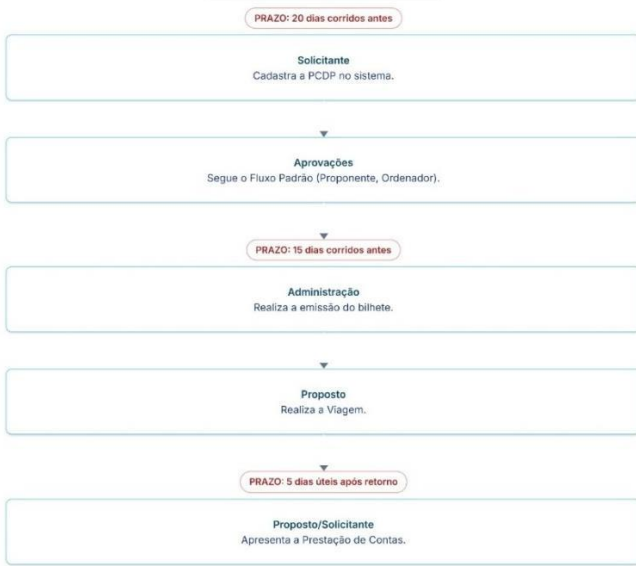 PRAZO: 20 dias corridos antes
Solicitante
Cadastra a PCDP no sistema.
Aprovações
Segue o Fluxo Padrão (Proponente, Ordenador).
PRAZO: 15 dias corridos antes
Administração
Realiza a emissão do bilhete.
Proposto
Realiza a Viagem.
PRAZO: 5 dias úteis após retorno
Proposto/Solicitante
Apresenta a Prestação de Contas.